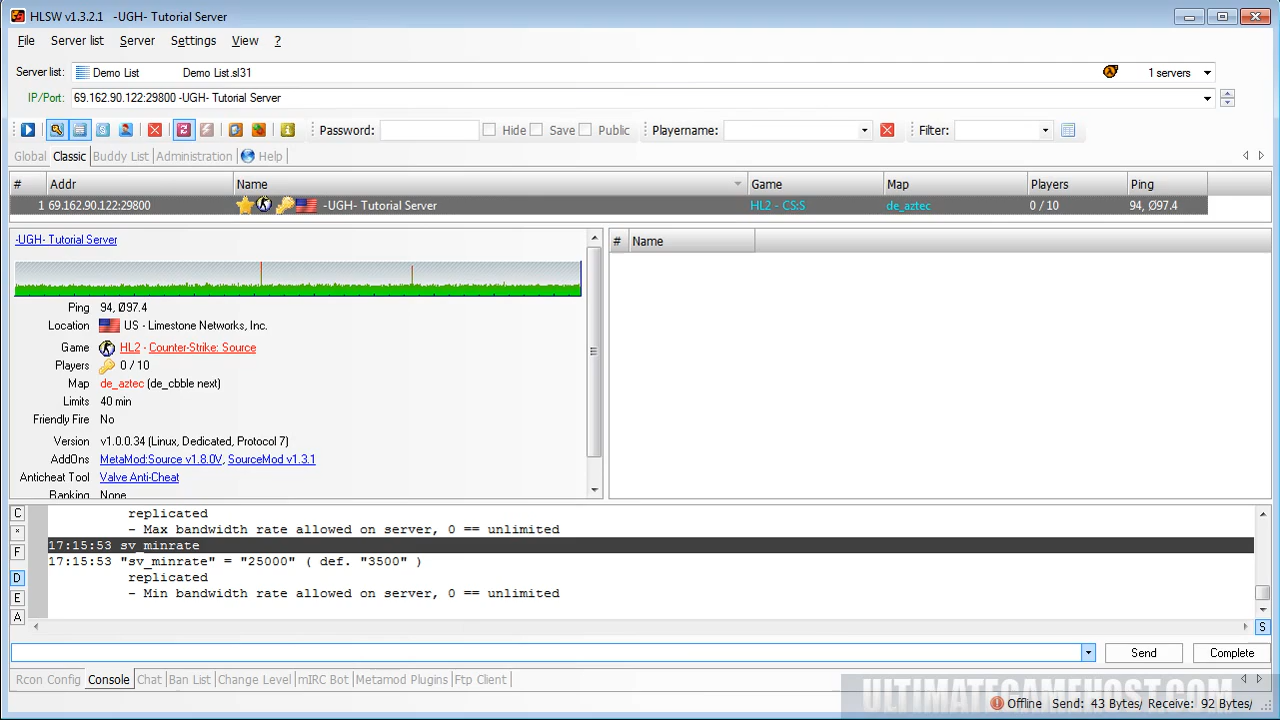 HLSW v1.3.2.1 -UGH- Tutorial Server
File Server list Server Settings View ?
Server list: Demo List Demo List.sl31 1 servers
IP/Port: 69.162.90.122:29800 -UGH- Tutorial Server
Password: Hide Save Public Playername: Filter:
Global Classic Buddy List Administration Help
# Addr Name Game Map Players Ping
1 69.162.90.122:29800 -UGH- Tutorial Server HL2 - CS:S de_aztec 0 / 10 94, Ø97.4
-UGH- Tutorial Server
# Name
Ping 94, Ø97.4
Location US - Limestone Networks, Inc.
Game HL2 - Counter-Strike: Source
Players 0 / 10
Map de_aztec (de_cbble next)
Limits 40 min
Friendly Fire No
Version v1.0.0.34 (Linux, Dedicated, Protocol 7)
AddOns MetaMod:Source v1.8.0V, SourceMod v1.3.1
Anticheat Tool Valve Anti-Cheat
Ranking None
C replicated
* - Max bandwidth rate allowed on server, 0 == unlimited
F 17:15:53 sv_minrate
17:15:53 "sv_minrate" = "25000" ( def. "3500" )
D replicated
E - Min bandwidth rate allowed on server, 0 == unlimited
A
S
Send Complete
Rcon Config Console Chat Ban List Change Level mIRC Bot Metamod Plugins Ftp Client
ULTIMATEGAMEHOST.COM
Offline Send: 43 Bytes/ Receive: 92 Bytes/